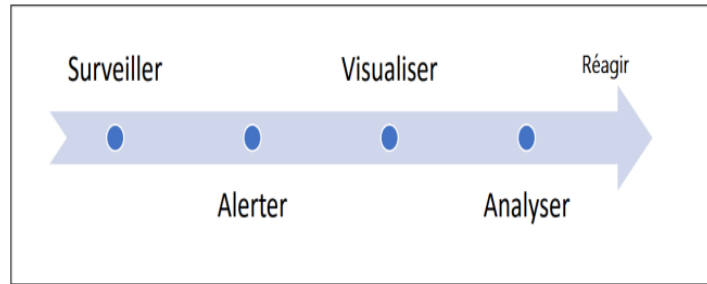 Surveiller
Alerter
Visualiser
Analyser
Réagir